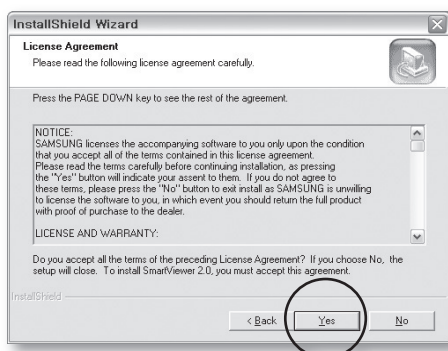 InstallShield Wizard
License Agreement
Please read the following license agreement carefully.
Press the PAGE DOWN key to see the rest of the agreement.
NOTICE:
SAMSUNG licenses the accompanying software to you only upon the condition
that you accept all of the terms contained in this license agreement.
Please read the terms carefully before continuing installation, as pressing
the "Yes" button will indicate your assent to them. If you do not agree to
these terms, please press the "No" button to exit install as SAMSUNG is unwilling
to license the software to you, in which event you should return the full product
with proof of purchase to the dealer.
LICENSE AND WARRANTY:
Do you accept all the terms of the preceding License Agreement? If you choose No, the
setup will close. To install SmartViewer 2.0, you must accept this agreement.
InstallShield
< Back Yes No